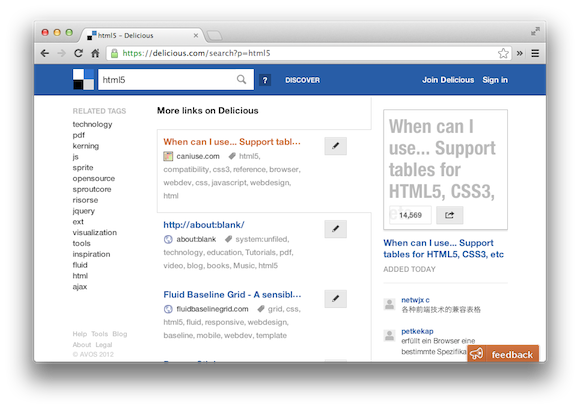 html5 – Delicious
https://delicious.com/search?p=html5
html5
?
DISCOVER
Join Delicious
Sign in
RELATED TAGS
technology
pdf
kerning
js
sprite
opensource
sproutcore
risorse
jquery
ext
visualization
tools
inspiration
fluid
html
ajax
Help Tools Blog
About Legal
© AVOS 2012
More links on Delicious
When can I use... Support tabl…
caniuse.com html5,
compatibility, css3, reference, browser,
webdev, css, javascript, webdesign,
html
http://about:blank/
about:blank system:unfiled,
technology, education, Tutorials, pdf,
video, blog, books, Music, html5
Fluid Baseline Grid - A sensibl…
fluidbaselinegrid.com grid, css,
html5, fluid, responsive, webdesign,
baseline, mobile, webdev, template
When can I
use... Support
tables for
HTML5, CSS3,
14,569
When can I use... Support
tables for HTML5, CSS3, etc
ADDED TODAY
netwjx c
各种前端技术的兼容表格
petkekap
erfüllt ein Browser eine
bestimmte Spezifika
feedback